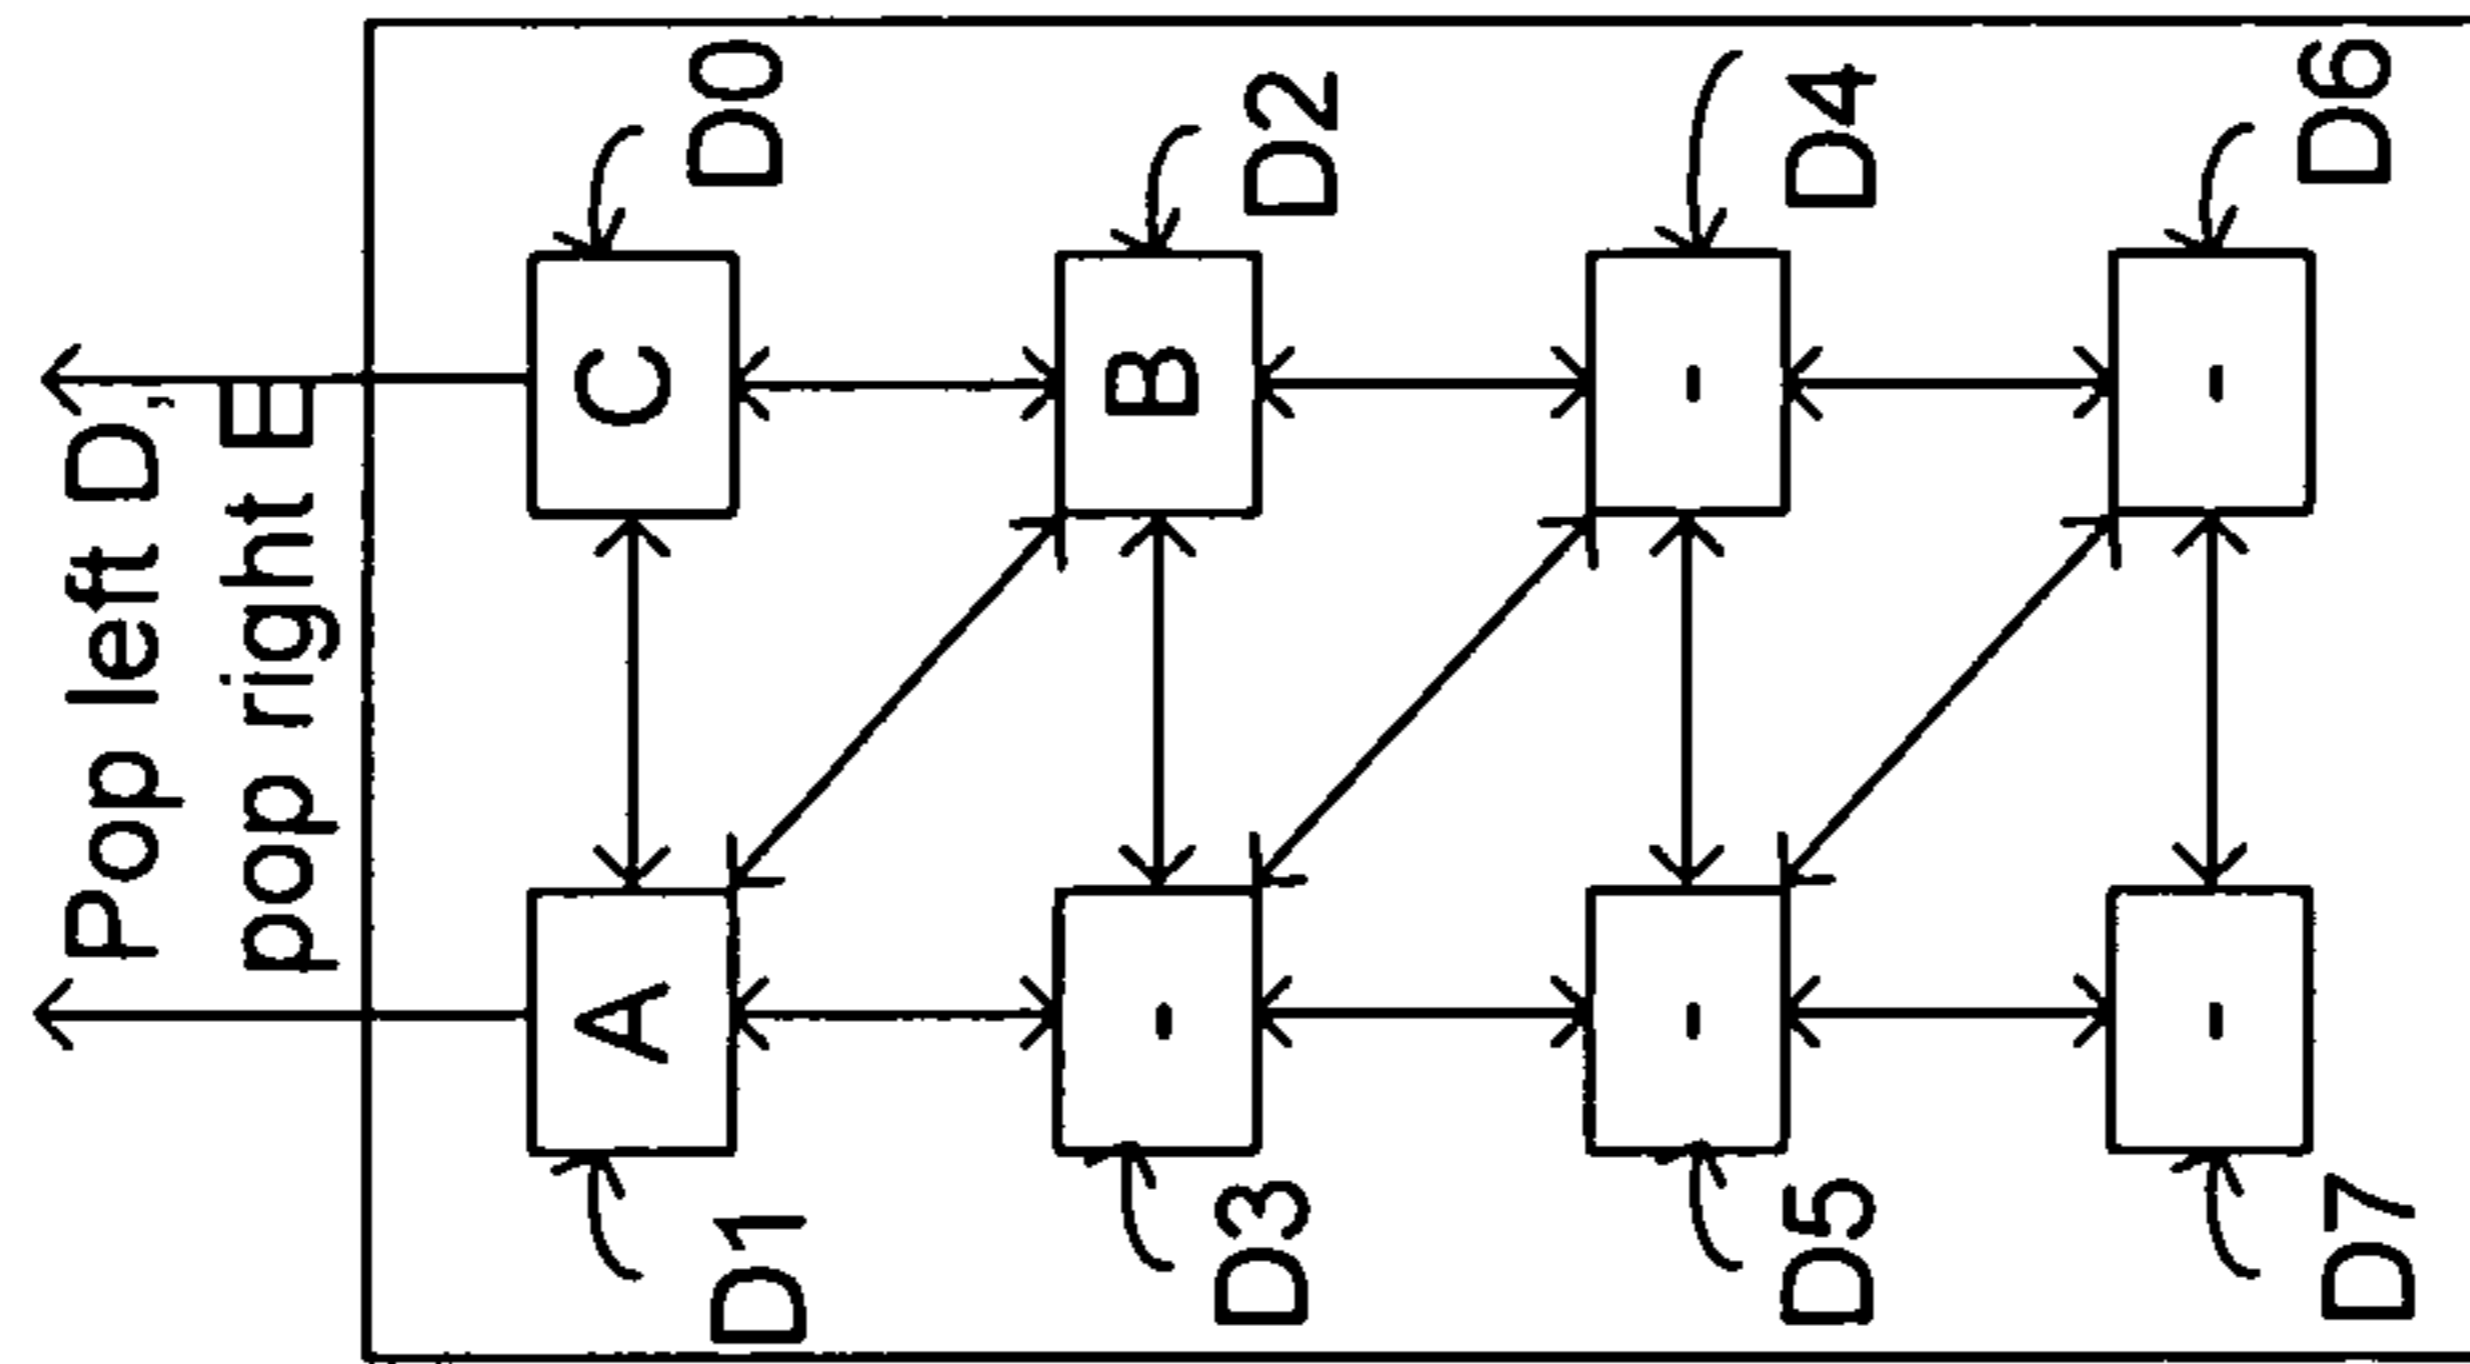 Pop left D,
pop right E
A C
D1 D0
- B
D3 D2
- -
D5 D4
- -
D7 D6